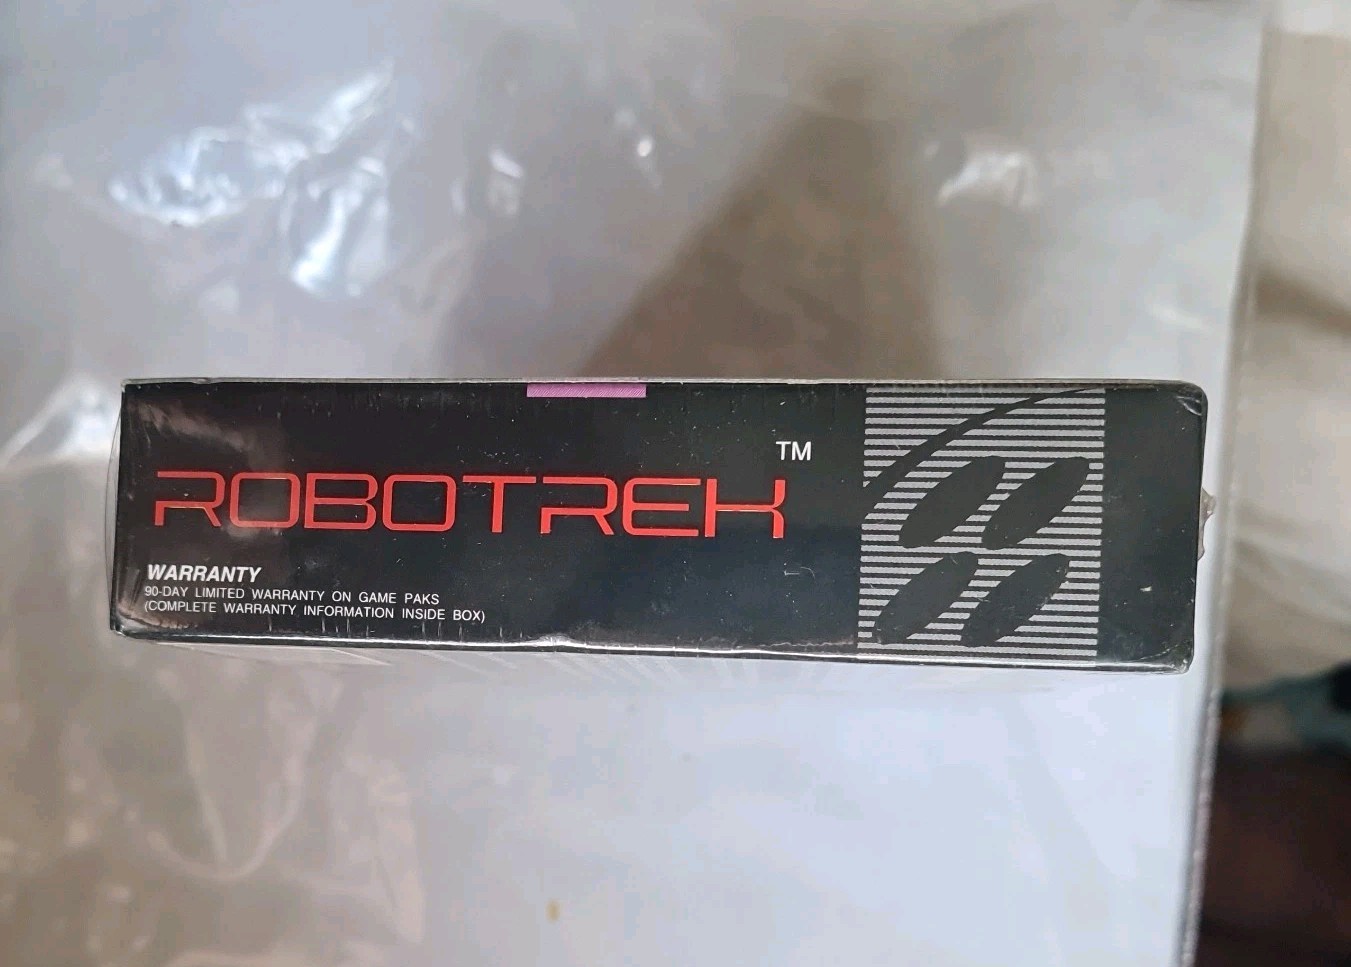 ROBOTREK TM
WARRANTY
90-DAY LIMITED WARRANTY ON GAME PAKS
(COMPLETE WARRANTY INFORMATION INSIDE BOX)